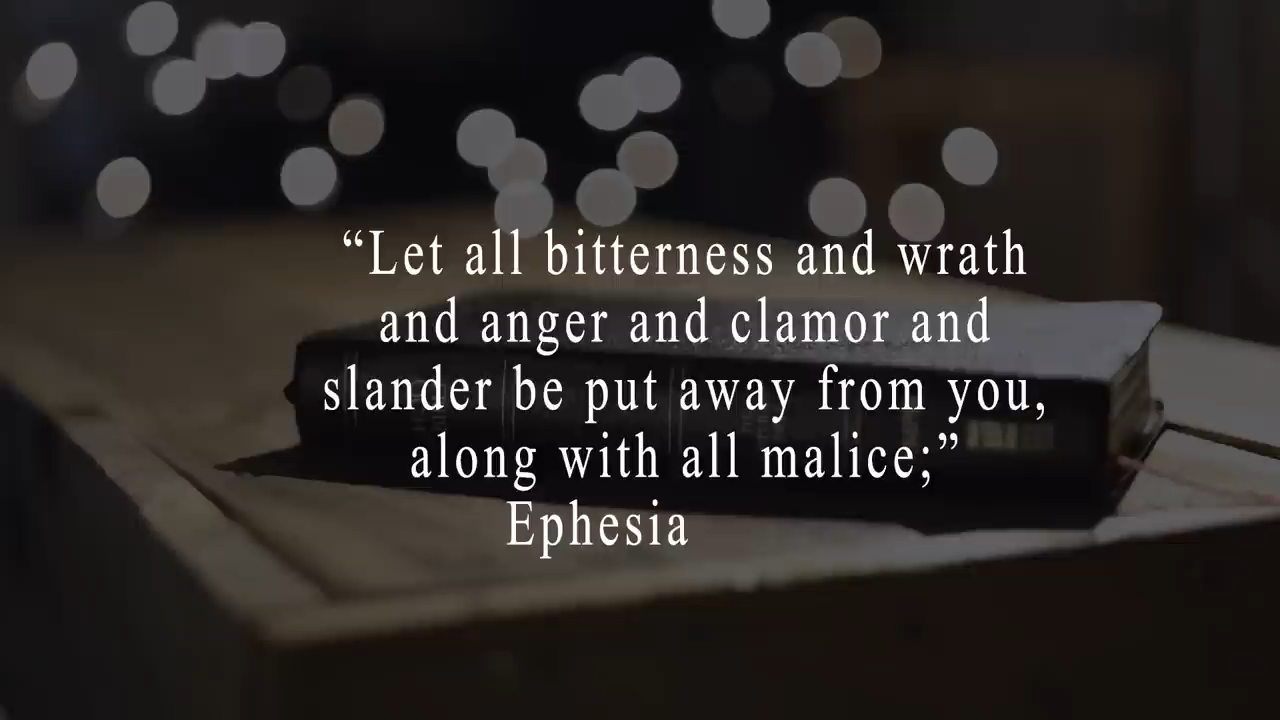 “Let all bitterness and wrath
and anger and clamor and
slander be put away from you,
along with all malice;”
Ephesia